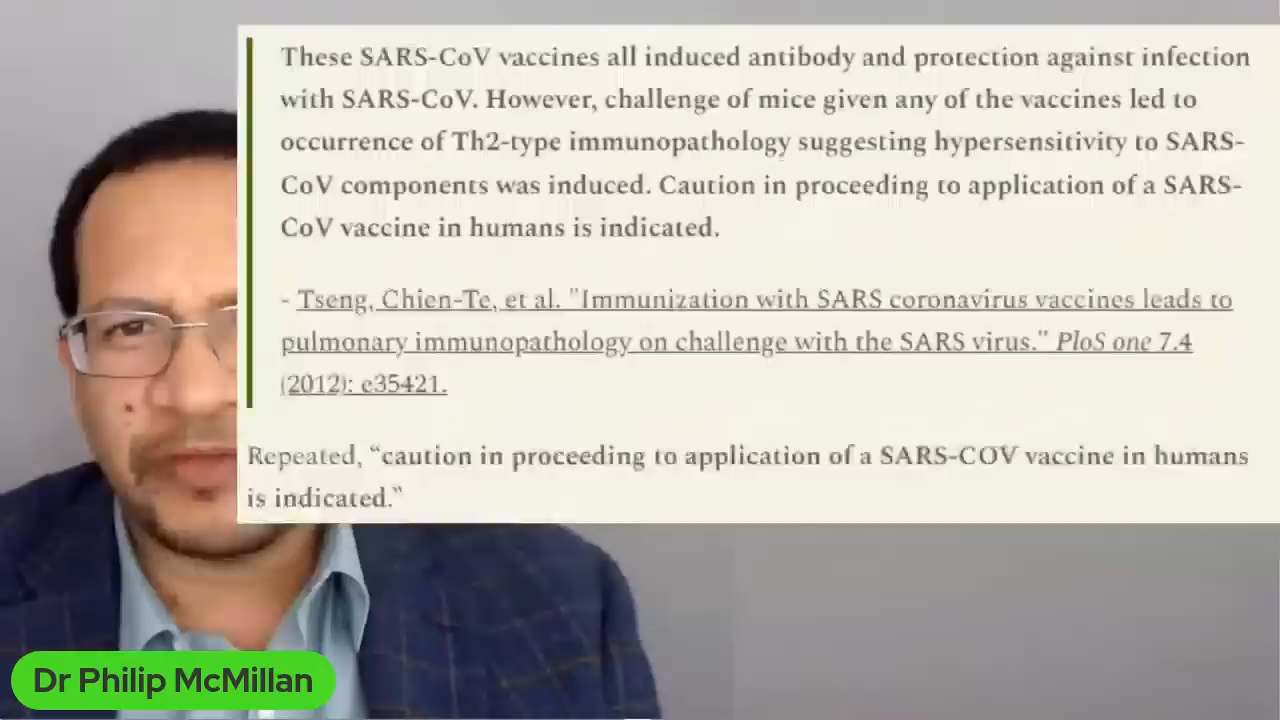 These SARS-CoV vaccines all induced antibody and protection against infection
with SARS-CoV. However, challenge of mice given any of the vaccines led to
occurrence of Th2-type immunopathology suggesting hypersensitivity to SARS-
CoV components was induced. Caution in proceeding to application of a SARS-
CoV vaccine in humans is indicated.
- Tseng, Chien-Te, et al. "Immunization with SARS coronavirus vaccines leads to
pulmonary immunopathology on challenge with the SARS virus." PloS one 7.4
(2012): e35421.
Repeated, “caution in proceeding to application of a SARS-COV vaccine in humans
is indicated.”
Dr Philip McMillan